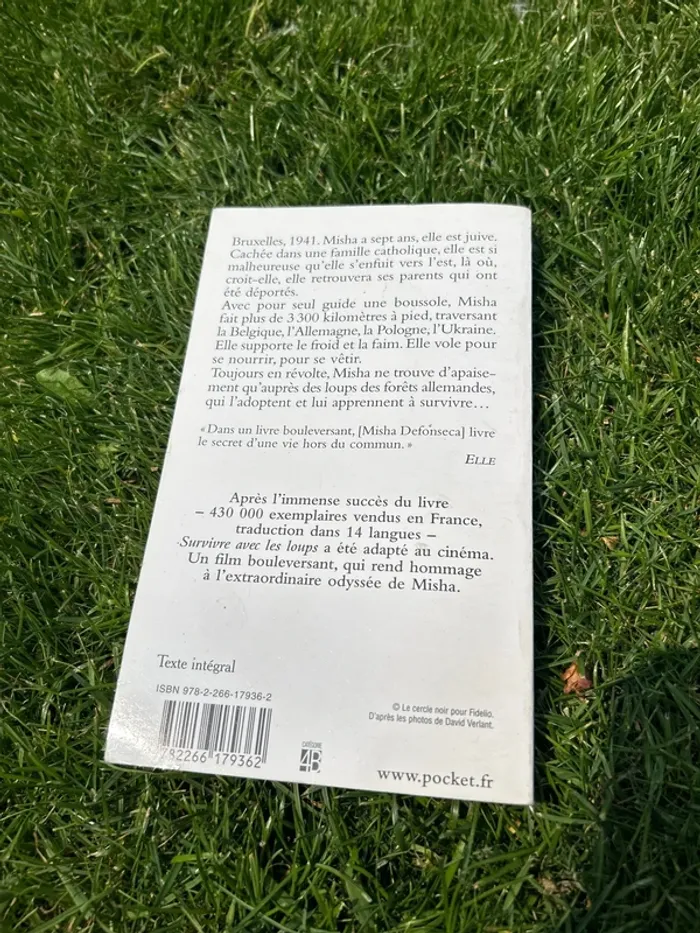 Bruxelles, 1941. Misha a sept ans, elle est juive.
Cachée dans une famille catholique, elle est si
malheureuse qu'elle s'enfuit vers l'est, là où,
croit-elle, elle retrouvera ses parents qui ont
été déportés.
Avec pour seul guide une boussole, Misha
fait plus de 3 300 kilomètres à pied, traversant
la Belgique, l'Allemagne, la Pologne, l'Ukraine.
Elle supporte le froid et la faim. Elle vole pour
se nourrir, pour se vêtir.
Toujours en révolte, Misha ne trouve d'apaise-
ment qu'auprès des loups des forêts allemandes,
qui l'adoptent et lui apprennent à survivre…
« Dans un livre bouleversant, [Misha Defonseca] livre
le secret d'une vie hors du commun. »
ELLE
Après l'immense succès du livre
– 430 000 exemplaires vendus en France,
traduction dans 14 langues –
Survivre avec les loups a été adapté au cinéma.
Un film bouleversant, qui rend hommage
à l'extraordinaire odyssée de Misha.
Texte intégral
ISBN 978-2-266-17936-2
© Le cercle noir pour Fidelio.
D'après les photos de David Verlant.
782266 179362
CATÉGORIE
4B
www.pocket.fr